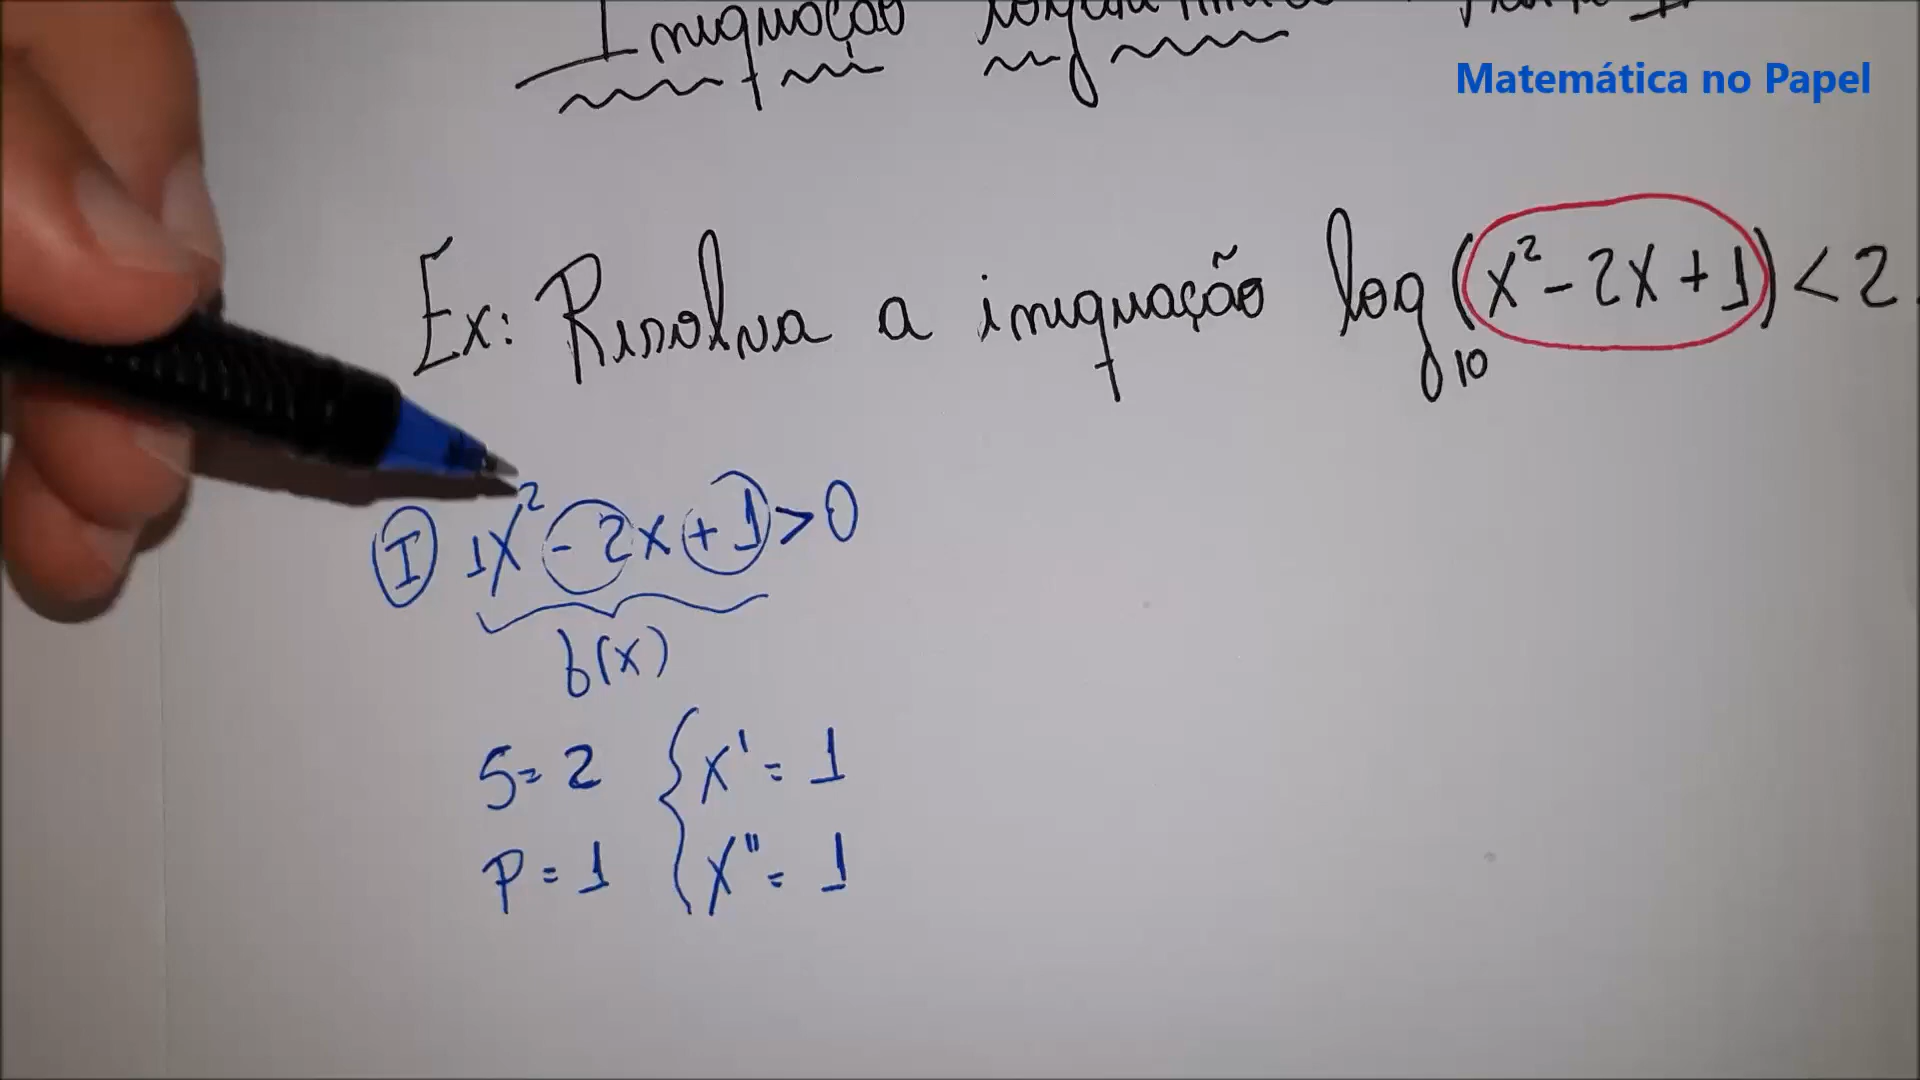 Inequação
Matemática no Papel
Ex: Resolva a inequação log₁₀(x² - 2x + 1) < 2.
I 1x² - 2x + 1 > 0
f(x)
S = 2 { x' = 1
P = 1 { x" = 1